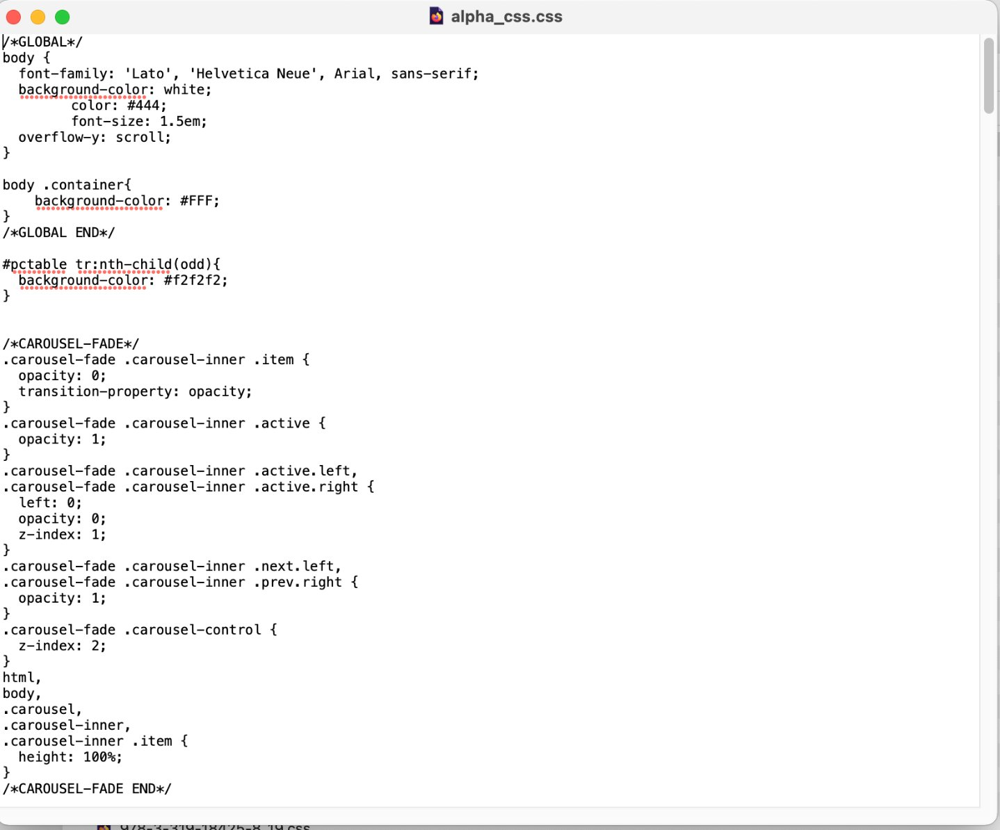 alpha_css.css
/*GLOBAL*/
body {
  font-family: 'Lato', 'Helvetica Neue', Arial, sans-serif;
  background-color: white;
        color: #444;
        font-size: 1.5em;
  overflow-y: scroll;
}

body .container{
    background-color: #FFF;
}
/*GLOBAL END*/

#pctable tr:nth-child(odd){
  background-color: #f2f2f2;
}


/*CAROUSEL-FADE*/
.carousel-fade .carousel-inner .item {
  opacity: 0;
  transition-property: opacity;
}
.carousel-fade .carousel-inner .active {
  opacity: 1;
}
.carousel-fade .carousel-inner .active.left,
.carousel-fade .carousel-inner .active.right {
  left: 0;
  opacity: 0;
  z-index: 1;
}
.carousel-fade .carousel-inner .next.left,
.carousel-fade .carousel-inner .prev.right {
  opacity: 1;
}
.carousel-fade .carousel-control {
  z-index: 2;
}
html,
body,
.carousel,
.carousel-inner,
.carousel-inner .item {
  height: 100%;
}
/*CAROUSEL-FADE END*/
978-3-319-18425-8_19.css